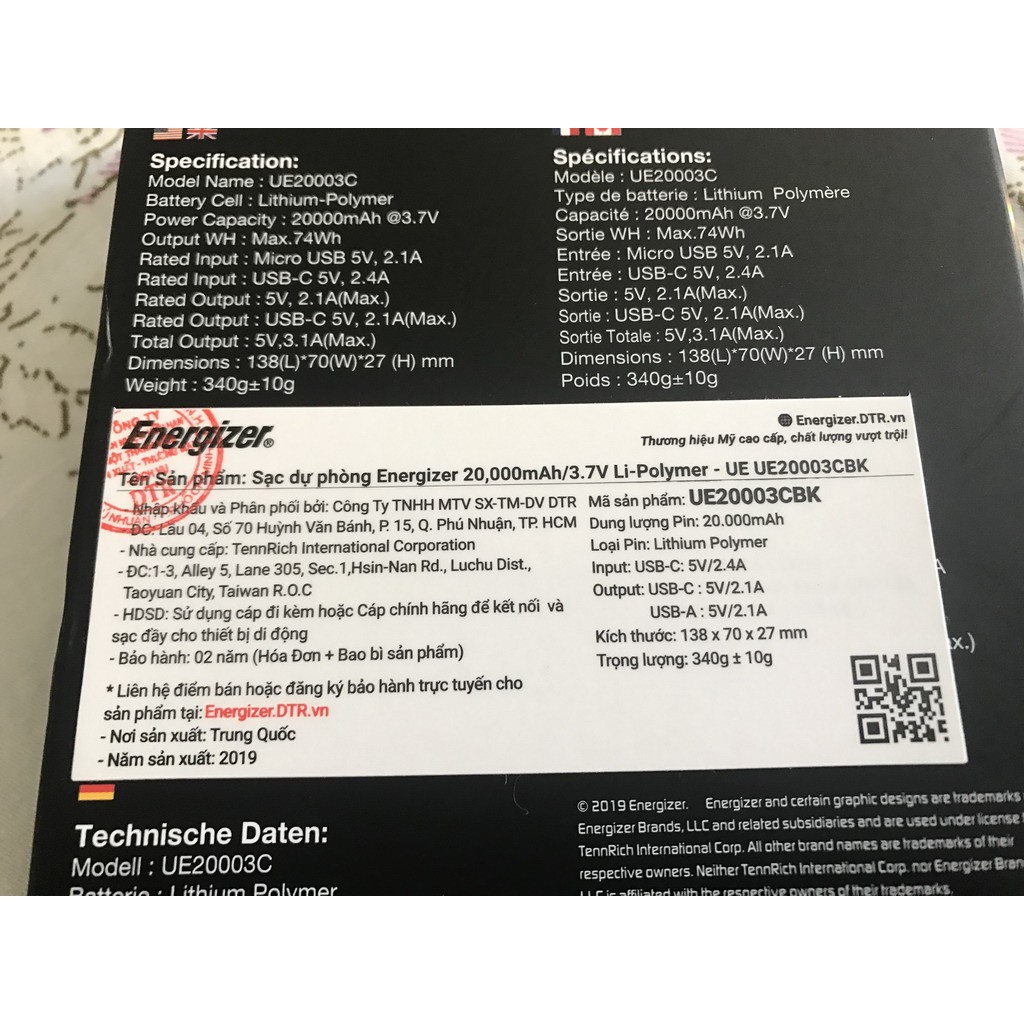 Specification:
Model Name : UE20003C
Battery Cell : Lithium-Polymer
Power Capacity : 20000mAh @3.7V
Output WH : Max.74Wh
Rated Input : Micro USB 5V, 2.1A
Rated Input : USB-C 5V, 2.4A
Rated Output : 5V, 2.1A(Max.)
Rated Output : USB-C 5V, 2.1A(Max.)
Total Output : 5V,3.1A(Max.)
Dimensions : 138(L)*70(W)*27 (H) mm
Weight : 340g±10g
Spécifications:
Modèle : UE20003C
Type de batterie : Lithium Polymère
Capacité : 20000mAh @3.7V
Sortie WH : Max.74Wh
Entrée : Micro USB 5V, 2.1A
Entrée : USB-C 5V, 2.4A
Sortie : 5V, 2.1A(Max.)
Sortie : USB-C 5V, 2.1A(Max.)
Sortie Totale : 5V,3.1A(Max.)
Dimensions : 138(L)*70(W)*27 (H) mm
Poids : 340g±10g
Energizer®
Energizer.DTR.vn
Thương hiệu Mỹ cao cấp, chất lượng vượt trội!
Tên Sản phẩm: Sạc dự phòng Energizer 20,000mAh/3.7V Li-Polymer - UE UE20003CBK
- Nhập khẩu và Phân phối bởi: Công Ty TNHH MTV SX-TM-DV DTR
ĐC: Lầu 04, Số 70 Huỳnh Văn Bánh, P. 15, Q. Phú Nhuận, TP. HCM
- Nhà cung cấp: TennRich International Corporation
- ĐC:1-3, Alley 5, Lane 305, Sec.1,Hsin-Nan Rd., Luchu Dist.,
Taoyuan City, Taiwan R.O.C
- HDSD: Sử dụng cáp đi kèm hoặc Cáp chính hãng để kết nối và
sạc đầy cho thiết bị di động
- Bảo hành: 02 năm (Hóa Đơn + Bao bì sản phẩm)
* Liên hệ điểm bán hoặc đăng ký bảo hành trực tuyến cho
sản phẩm tại: Energizer.DTR.vn
- Nơi sản xuất: Trung Quốc
- Năm sản xuất: 2019
Mã sản phẩm: UE20003CBK
Dung lượng Pin: 20.000mAh
Loại Pin: Lithium Polymer
Input: USB-C: 5V/2.4A
Output: USB-C : 5V/2.1A
USB-A : 5V/2.1A
Kích thước: 138 x 70 x 27 mm
Trọng lượng: 340g ± 10g
DTR
Technische Daten:
Modell : UE20003C
Batterie : Lithium Polymer
© 2019 Energizer. Energizer and certain graphic designs are trademarks
Energizer Brands, LLC and related subsidiaries and are used under license
TennRich International Corp. All other brand names are trademarks of their
respective owners. Neither TennRich International Corp. nor Energizer Bran
LLC is affiliated with the respective owners of their trademarks.